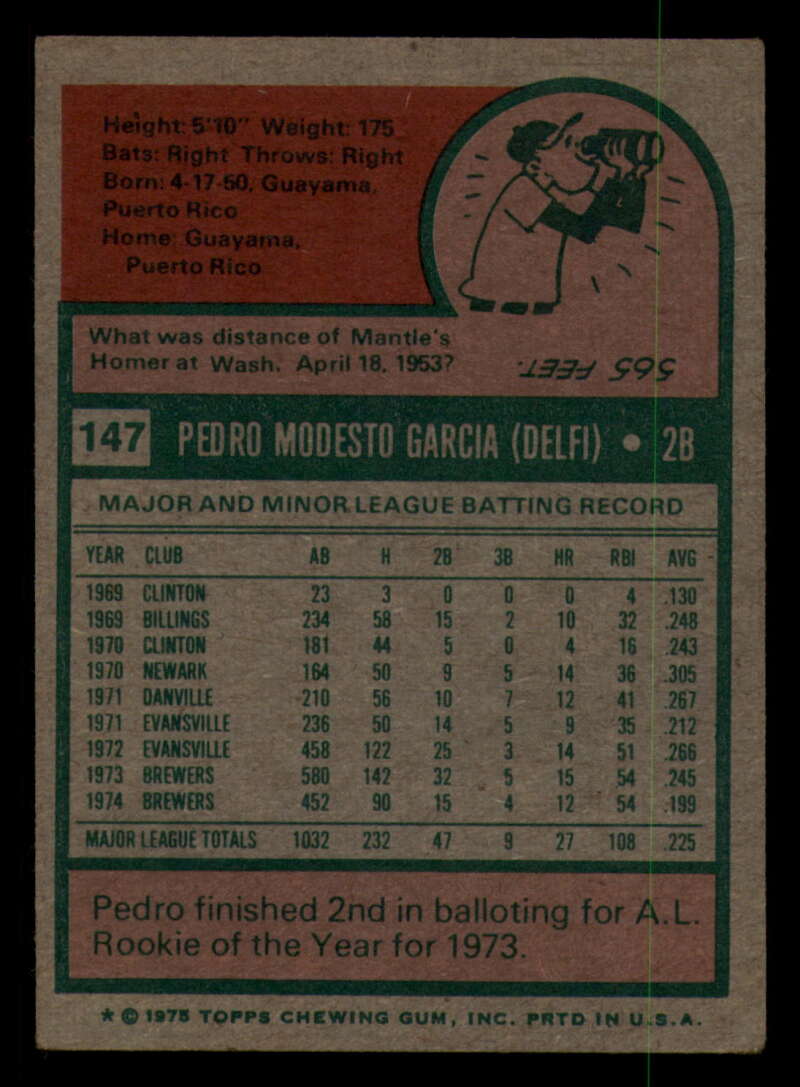 Height: 5'10" Weight: 175
Bats: Right Throws: Right
Born: 4-17-50, Guayama,
Puerto Rico
Home: Guayama,
Puerto Rico
What was distance of Mantle's
Homer at Wash. April 18, 1953?
565 FEET.
147 PEDRO MODESTO GARCIA (DELFI) • 2B
MAJOR AND MINOR LEAGUE BATTING RECORD
YEAR CLUB AB H 2B 3B HR RBI AVG
1969 CLINTON 23 3 0 0 0 4 .130
1969 BILLINGS 234 58 15 2 10 32 .248
1970 CLINTON 181 44 5 0 4 16 .243
1970 NEWARK 164 50 9 5 14 36 .305
1971 DANVILLE 210 56 10 7 12 41 .267
1971 EVANSVILLE 236 50 14 5 9 35 .212
1972 EVANSVILLE 458 122 25 3 14 51 .266
1973 BREWERS 580 142 32 5 15 54 .245
1974 BREWERS 452 90 15 4 12 54 .199
MAJOR LEAGUE TOTALS 1032 232 47 9 27 108 .225
Pedro finished 2nd in balloting for A.L.
Rookie of the Year for 1973.
* © 1975 TOPPS CHEWING GUM, INC. PRTD IN U.S.A.